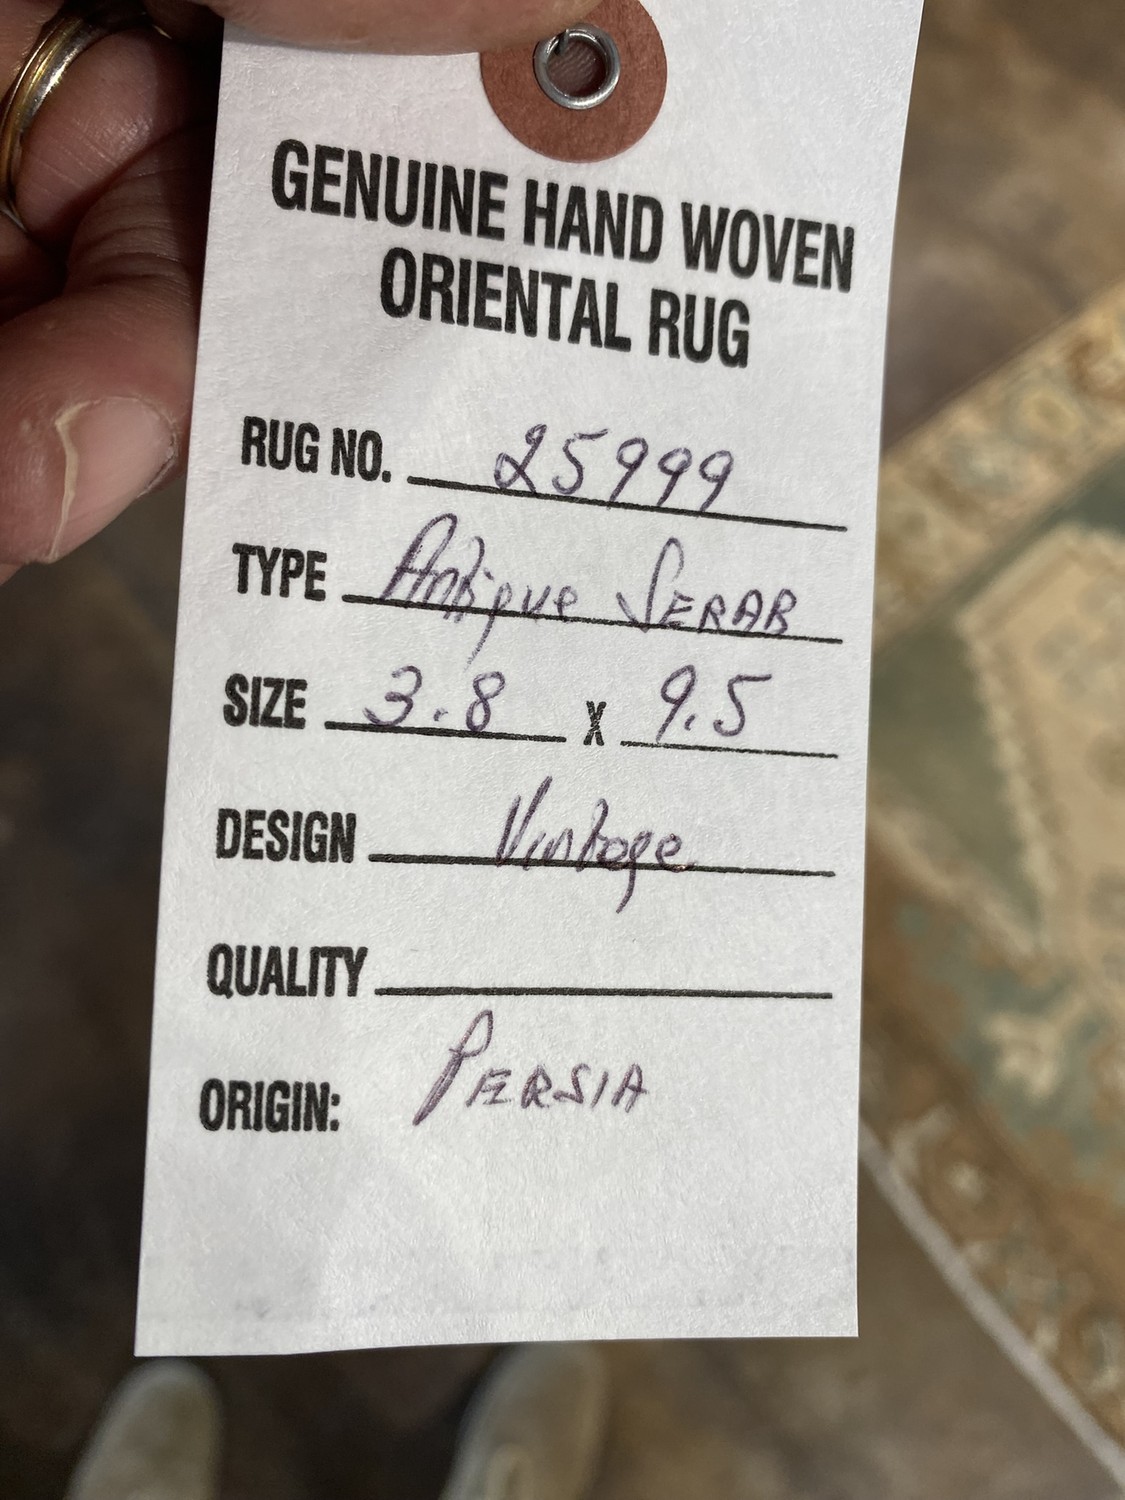 GENUINE HAND WOVEN
ORIENTAL RUG
RUG NO. 25999
TYPE Antique SERAB
SIZE 3.8 X 9.5
DESIGN Vintage
QUALITY
ORIGIN: PERSIA